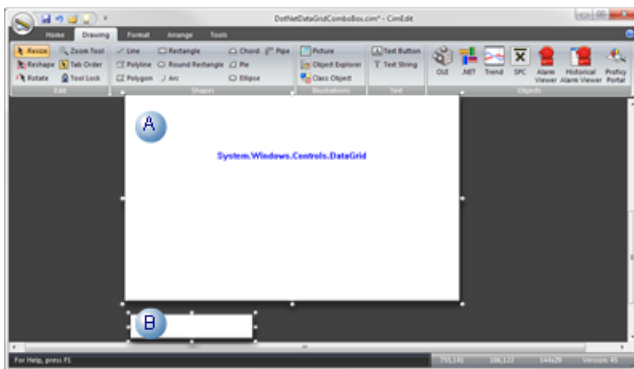 DotNetDataGridComboBox.cim* - CimEdit
Home Drawing Format Arrange Tools
Resize Zoom Tool Line Rectangle Chord Pipe Picture Text Button
Reshape Tab Order Polyline Round Rectangle Pie Object Explorer Text String
Rotate Tool Lock Polygon Arc Ellipse Class Object
OLE .NET Trend SPC Alarm Viewer Historical Alarm Viewer Proficy Portal
Edit Shapes Illustrations Text Objects
A
System.Windows.Controls.DataGrid
B
For Help, press F1 755,141 144x29 Version: 45